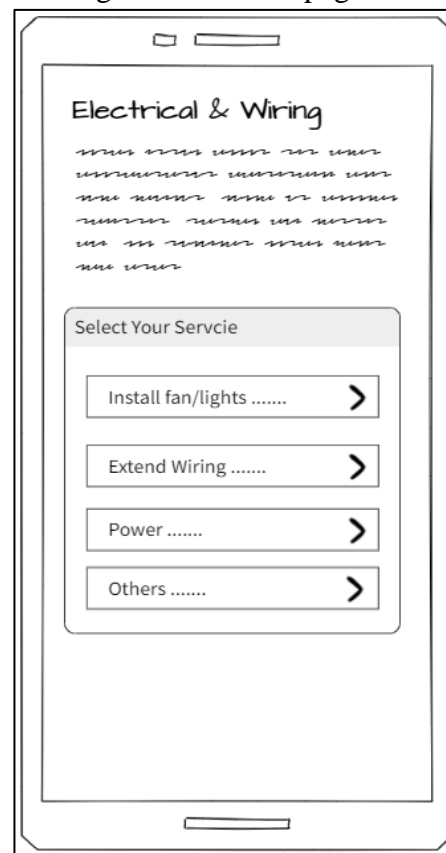 Electrical & Wiring
Select Your Servcie
Install fan/lights .......
Extend Wiring .......
Power .......
Others .......